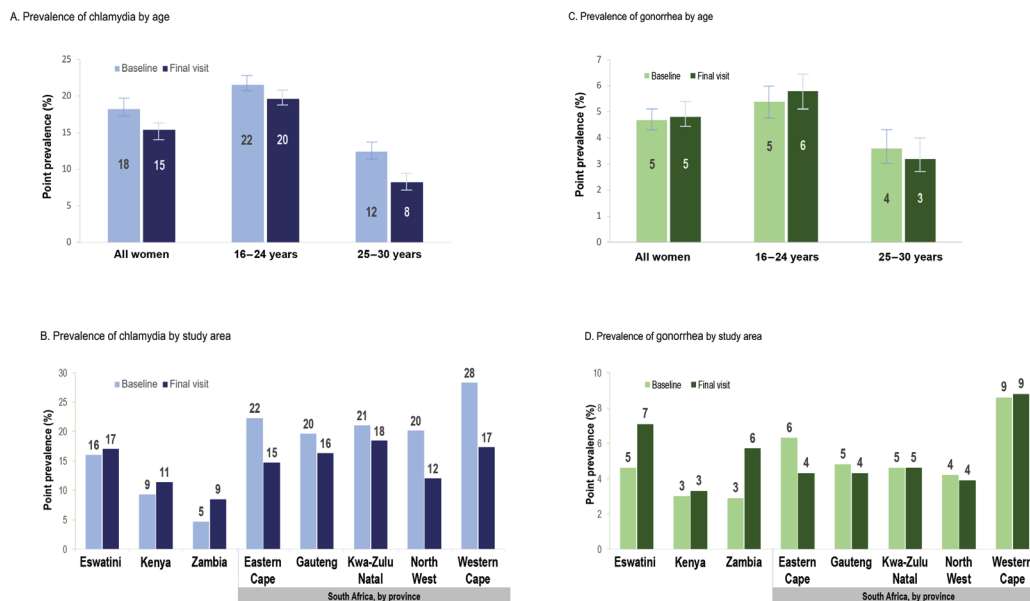 A. Prevalence of chlamydia by age
Point prevalence (%)
25
20
15
10
5
0
Baseline
Final visit
18
15
22
20
12
8
All women
16–24 years
25–30 years
C. Prevalence of gonorrhea by age
Point prevalence (%)
7
6
5
4
3
2
1
0
Baseline
Final visit
5
5
5
6
4
3
All women
16–24 years
25–30 years
B. Prevalence of chlamydia by study area
Point prevalence (%)
30
25
20
15
10
5
0
Baseline
Final visit
16
17
9
11
5
9
22
15
20
16
21
18
20
12
28
17
Eswatini
Kenya
Zambia
Eastern
Cape
Gauteng
Kwa-Zulu
Natal
North
West
Western
Cape
South Africa, by province
D. Prevalence of gonorrhea by study area
Point prevalence (%)
10
8
6
4
2
0
Baseline
Final visit
5
7
3
3
3
6
6
4
5
4
5
5
4
4
9
9
Eswatini
Kenya
Zambia
Eastern
Cape
Gauteng
Kwa-Zulu
Natal
North
West
Western
Cape
South Africa, by province